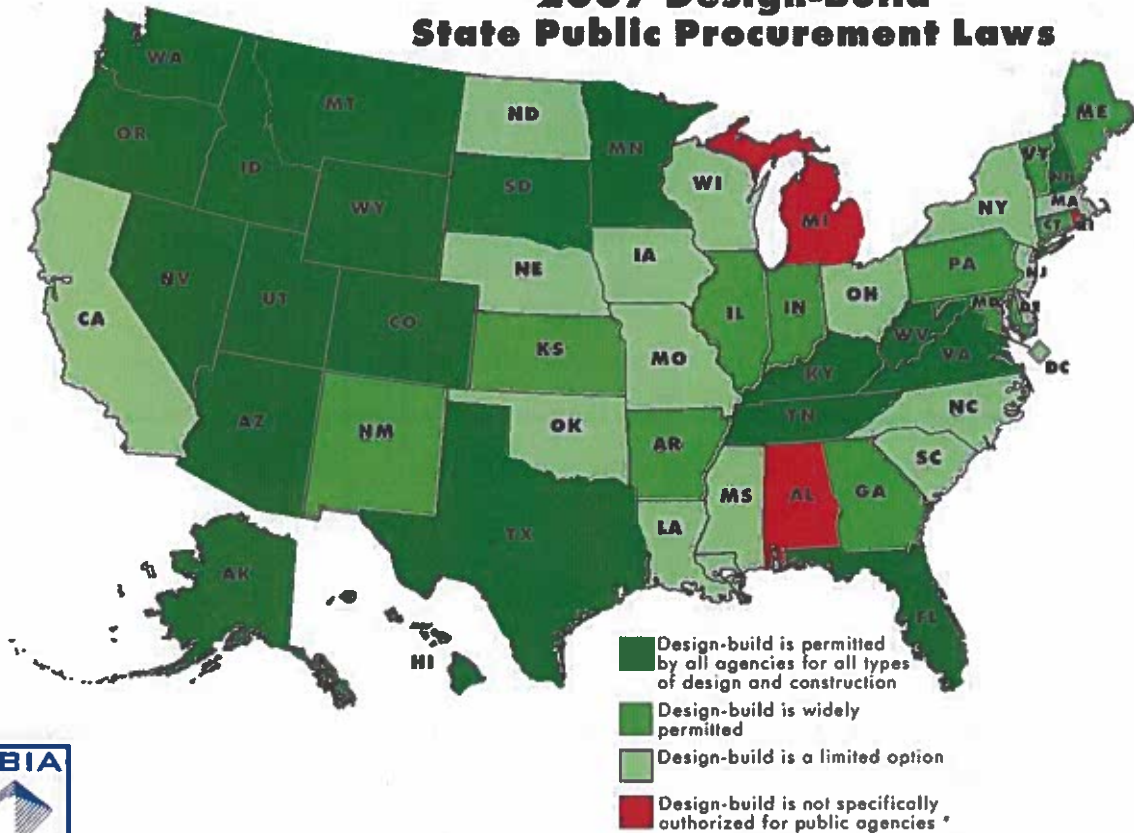 2007 Design-Build
State Public Procurement Laws
WA
MT
ND
MN
OR
ID
SD
WY
WI
MI
ME
VT
NH
NY
MA
CT
RI
NV
UT
CO
CA
NE
IA
IL
IN
OH
PA
NJ
MD
DE
WV
VA
DC
KS
MO
KY
AZ
NM
OK
AR
TN
NC
SC
TX
LA
MS
AL
GA
FL
AK
HI
Design-build is permitted
by all agencies for all types
of design and construction
Design-build is widely
permitted
Design-build is a limited option
Design-build is not specifically
authorized for public agencies *
BIA